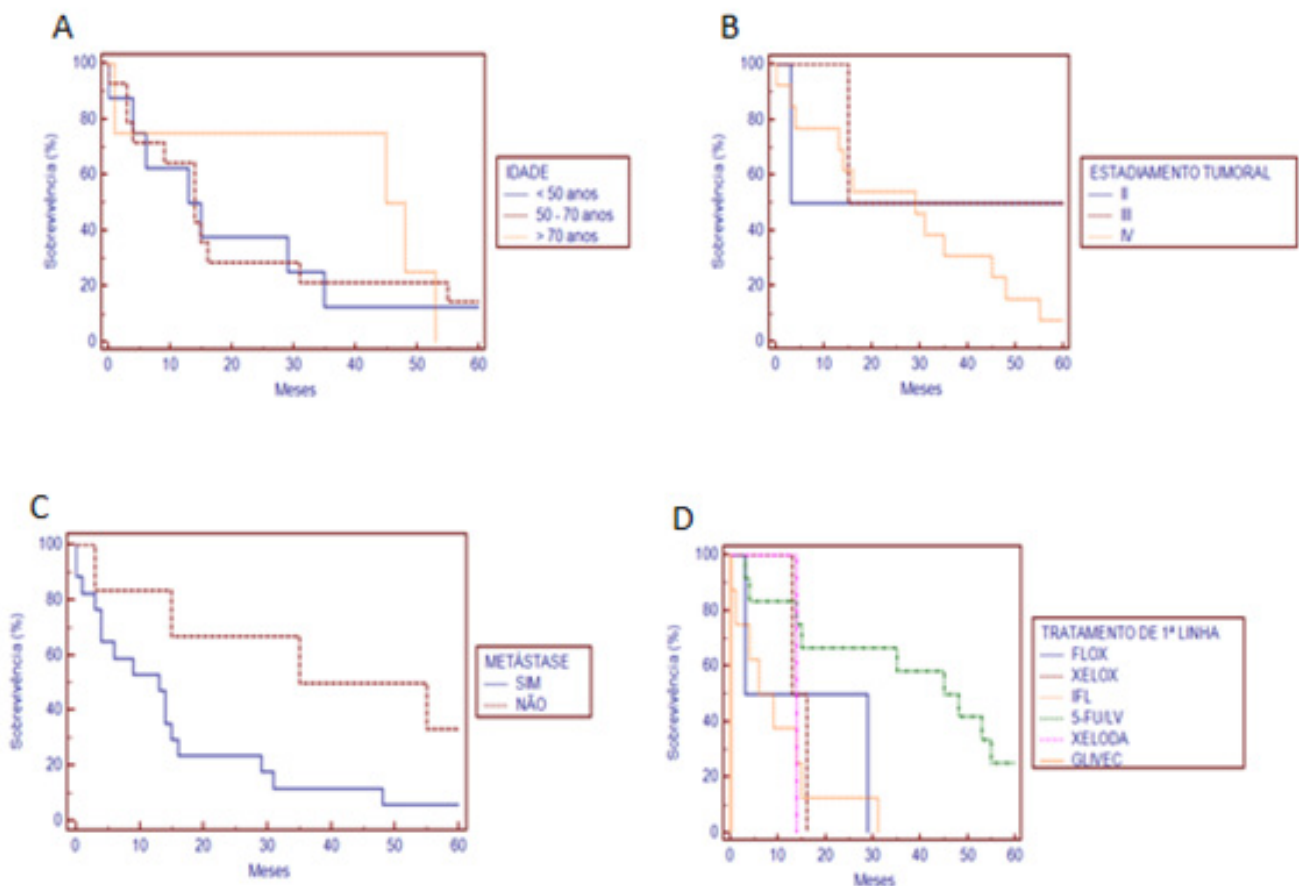 A
Sobrevivência (%)
100
80
60
40
20
0
0 10 20 30 40 50 60
Meses
IDADE
< 50 anos
50 - 70 anos
> 70 anos
B
Sobrevivência (%)
100
80
60
40
20
0
0 10 20 30 40 50 60
Meses
ESTADIAMENTO TUMORAL
II
III
IV
C
Sobrevivência (%)
100
80
60
40
20
0
0 10 20 30 40 50 60
Meses
METÁSTASE
SIM
NÃO
D
Sobrevivência (%)
100
80
60
40
20
0
0 10 20 30 40 50 60
Meses
TRATAMENTO DE 1ª LINHA
FLOX
XELOX
IFL
5-FU/LV
XELODA
GLIVEC